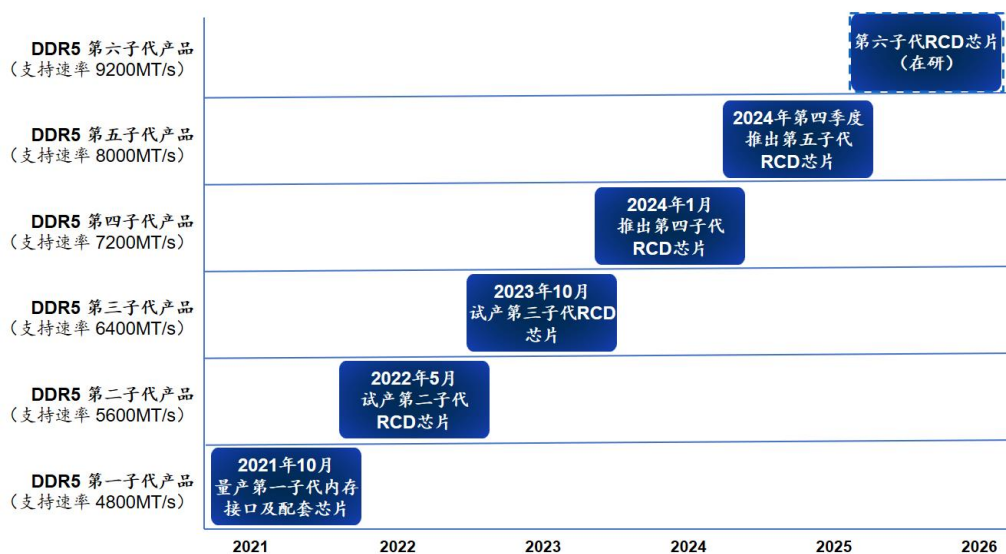 DDR5 第六子代产品
（支持速率 9200MT/s）
第六子代RCD芯片
（在研）
DDR5 第五子代产品
（支持速率 8000MT/s）
2024年第四季度
推出第五子代
RCD芯片
DDR5 第四子代产品
（支持速率 7200MT/s）
2024年1月
推出第四子代
RCD芯片
DDR5 第三子代产品
（支持速率 6400MT/s）
2023年10月
试产第三子代RCD
芯片
DDR5 第二子代产品
（支持速率 5600MT/s）
2022年5月
试产第二子代
RCD芯片
DDR5 第一子代产品
（支持速率 4800MT/s）
2021年10月
量产第一子代内存
接口及配套芯片
2021 2022 2023 2024 2025 2026